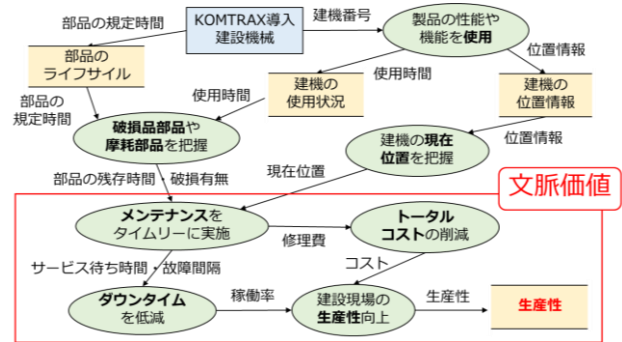 部品の規定時間
KOMTRAX導入
建設機械
建機番号
製品の性能や
機能を使用
部品の
ライフサイル
使用時間
位置情報
建機の
使用状況
建機の
位置情報
部品の
規定時間
使用時間
破損品部品や
摩耗部品を把握
建機の現在
位置を把握
位置情報
部品の残存時間・破損有無
現在位置
文脈価値
メンテナンスを
タイムリーに実施
修理費
トータル
コストの削減
サービス待ち時間・故障間隔
コスト
ダウンタイム
を低減
稼働率
建設現場の
生産性向上
生産性
生産性